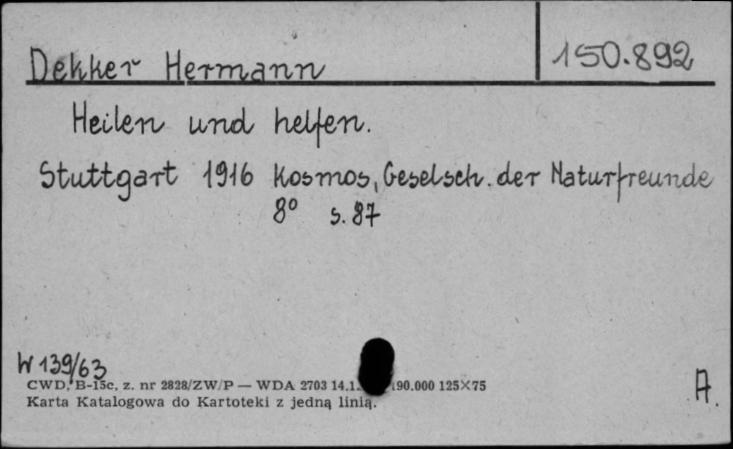 Dekker Hermann 150.892
Heilen und helfen.
Stuttgart 1916 Kosmos, Geselsch. der Naturfreunde
8° s. 87
W 139/63
CWD, B-15c, z. nr 2828/ZW/P — WDA 2703 14.1. 190.000 125×75
Karta Katalogowa do Kartoteki z jedną linią.
A.